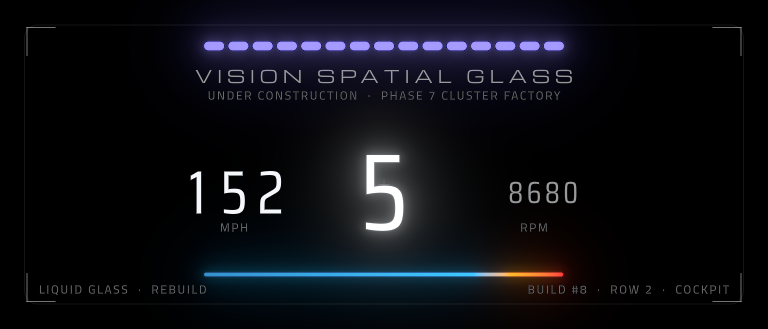 VISION SPATIAL GLASS
UNDER CONSTRUCTION · PHASE 7 CLUSTER FACTORY
152 5 8680
MPH RPM
LIQUID GLASS · REBUILD BUILD #8 · ROW 2 · COCKPIT